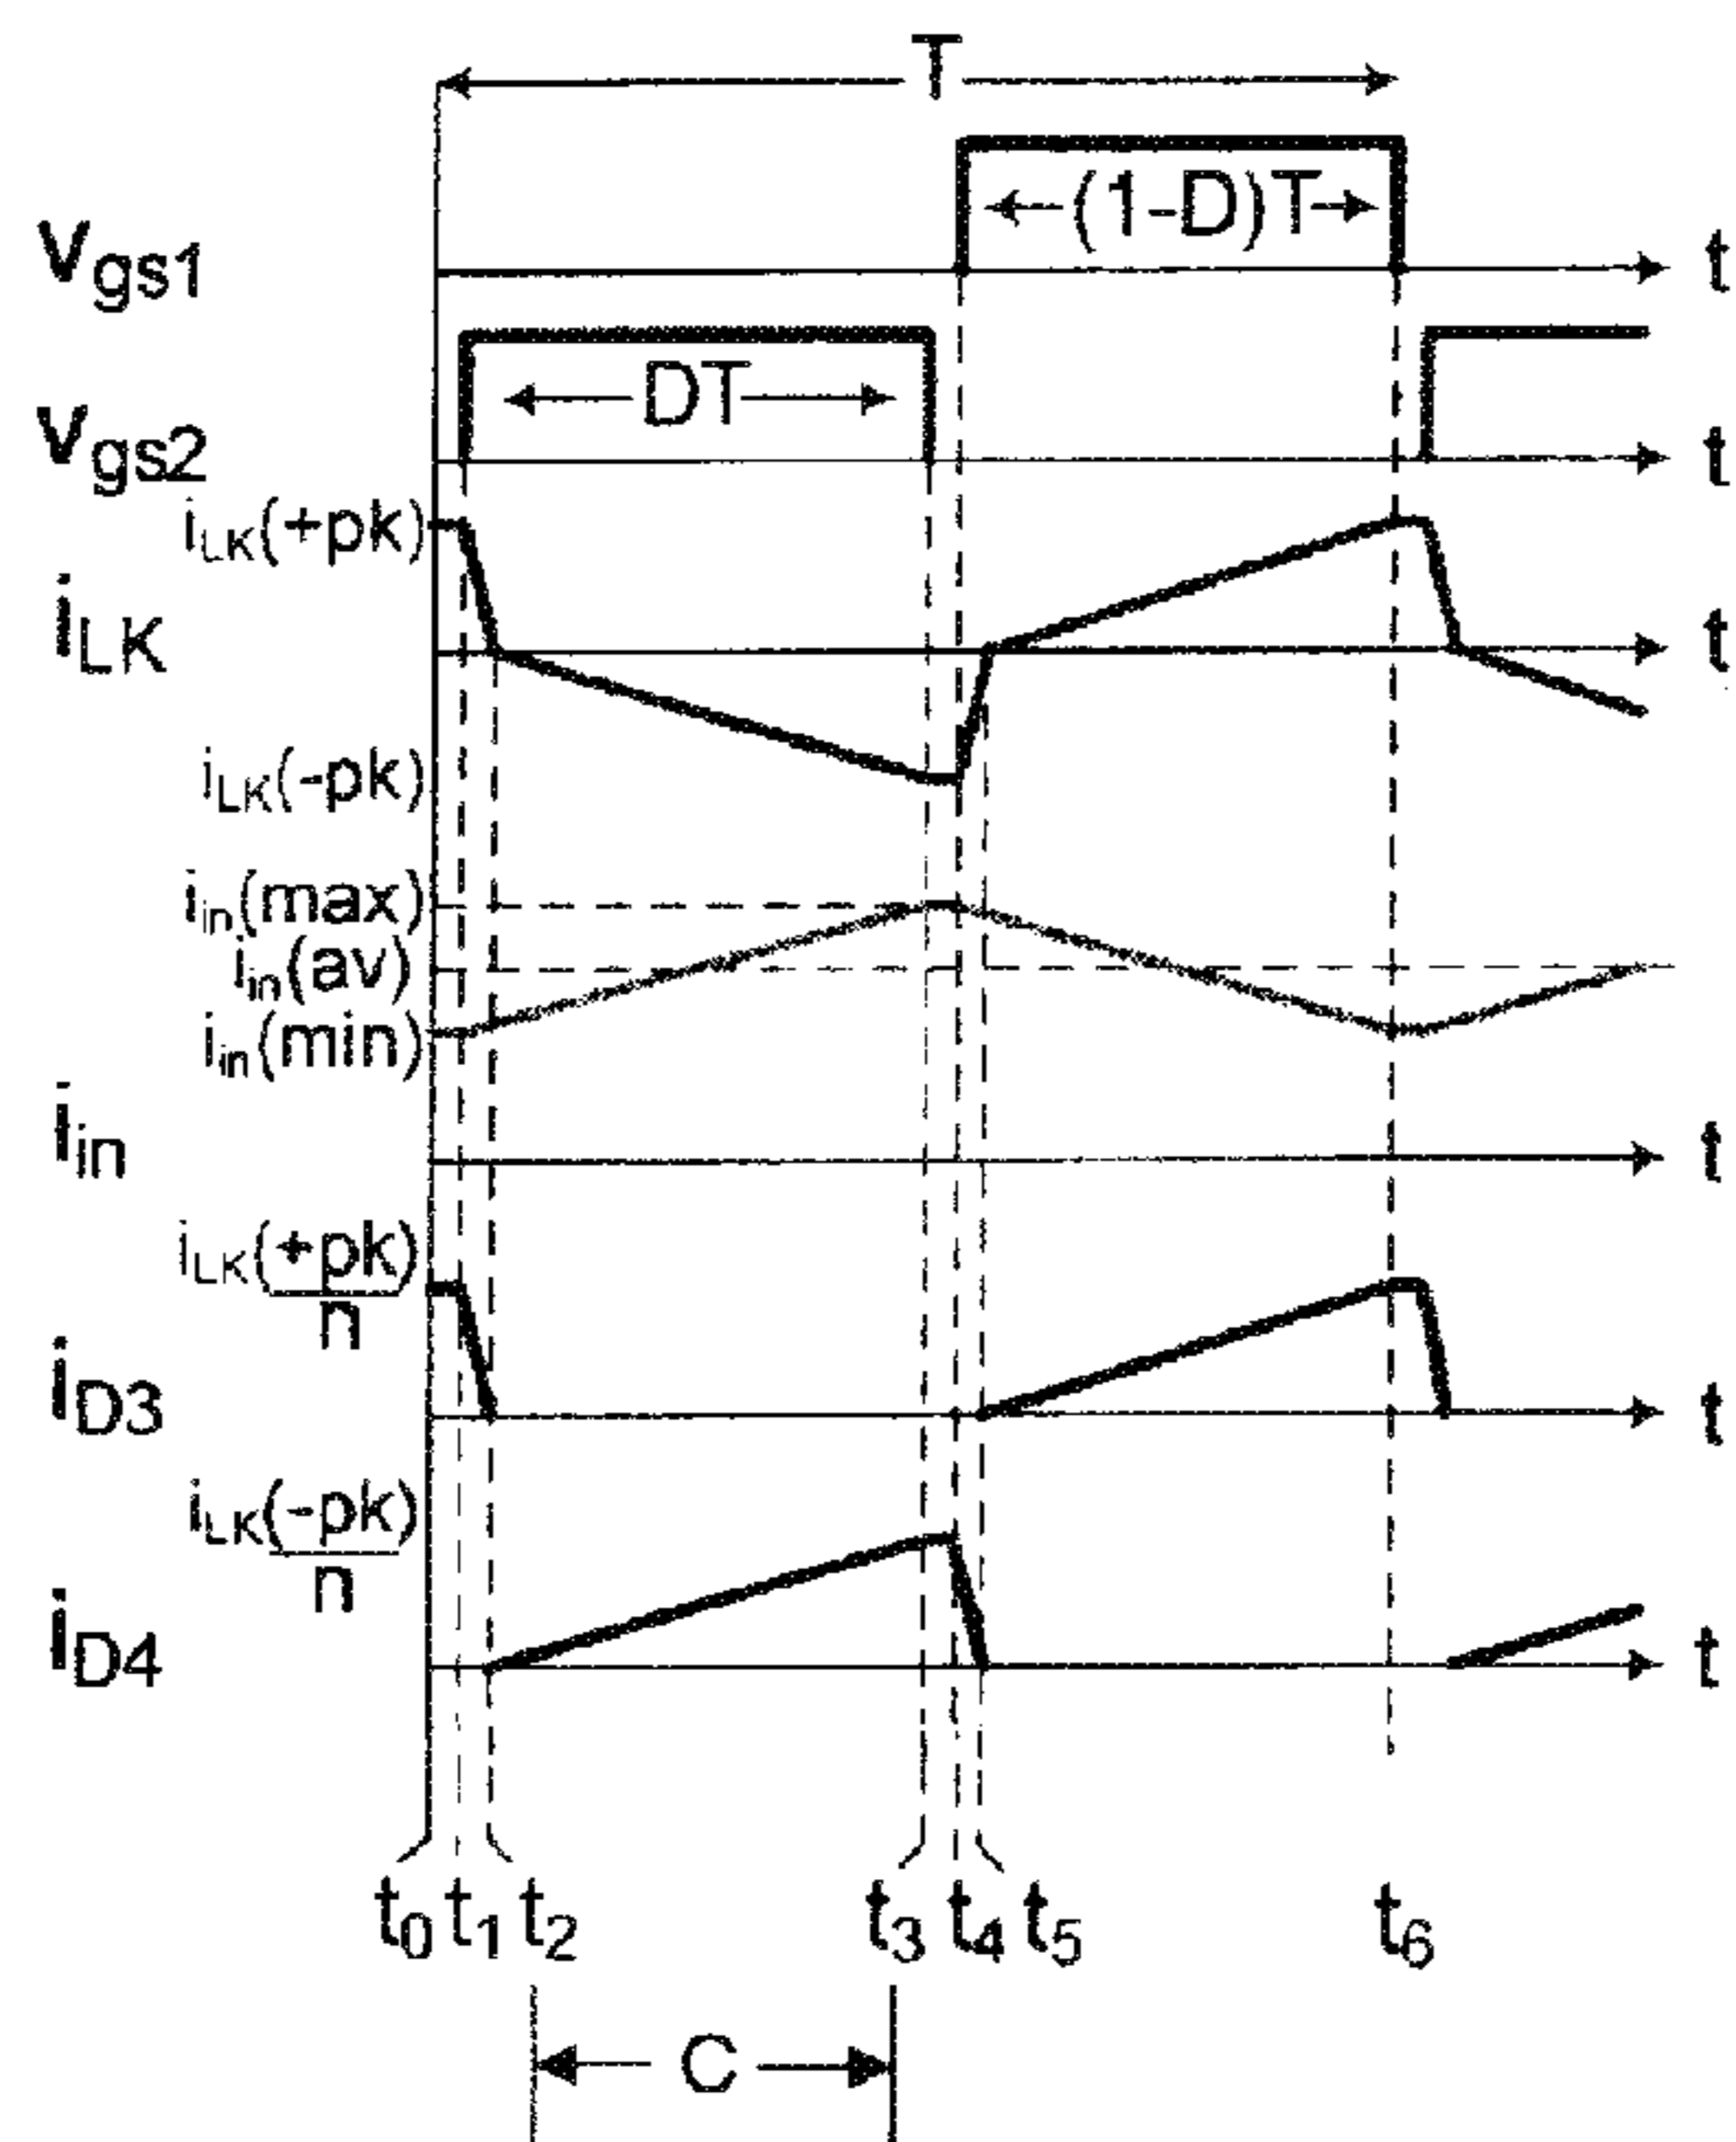 T
(1-D)T
vgs1
t
DT
vgs2
t
iLK(+pk)
iLK
t
iLK(-pk)
iin(max)
iin(av)
iin(min)
iin
t
iLK(+pk)
n
iD3
t
iLK(-pk)
n
iD4
t
t0 t1 t2 t3 t4 t5 t6
C